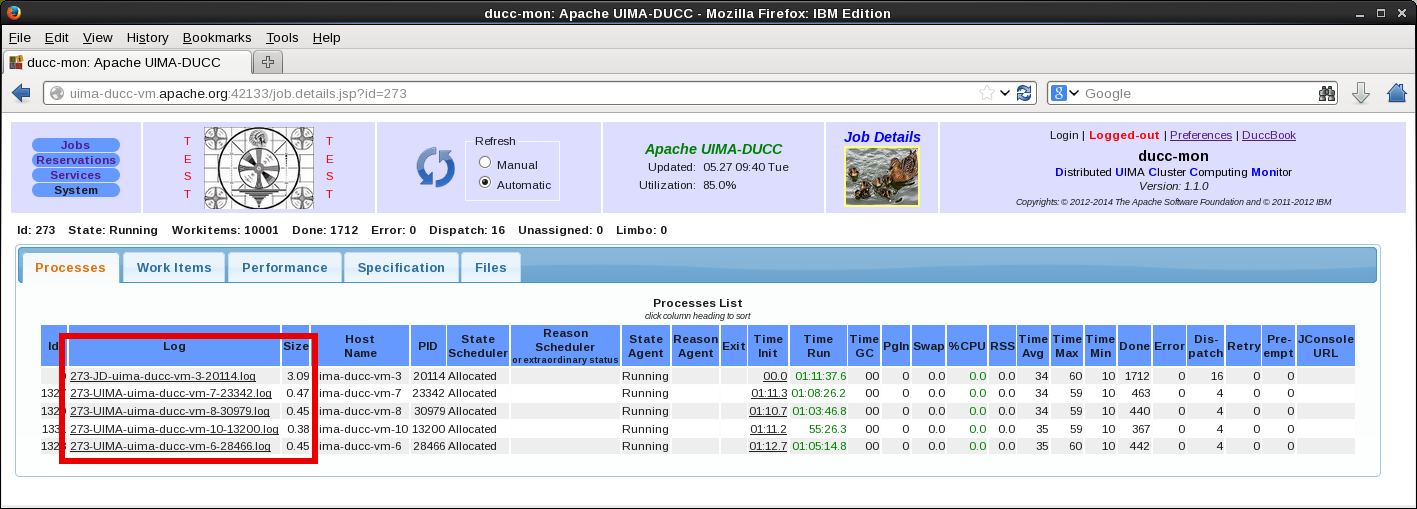 ducc-mon: Apache UIMA-DUCC - Mozilla Firefox: IBM Edition
File Edit View History Bookmarks Tools Help
ducc-mon: Apache UIMA-DUCC
uima-ducc-vm.apache.org:42133/job.details.jsp?id=273
Google
Jobs
Reservations
Services
System
T E S T
T E S T
Refresh
Manual
Automatic
Apache UIMA-DUCC
Updated: 05.27 09:40 Tue
Utilization: 85.0%
Job Details
Login | Logged-out | Preferences | DuccBook
ducc-mon
Distributed UIMA Cluster Computing Monitor
Version: 1.1.0
Copyrights: © 2012-2014 The Apache Software Foundation and © 2011-2012 IBM
Id: 273 State: Running Workitems: 10001 Done: 1712 Error: 0 Dispatch: 16 Unassigned: 0 Limbo: 0
Processes Work Items Performance Specification Files
Processes List
click column heading to sort
Id Log Size Host Name PID State Scheduler Reason Scheduler or extraordinary status State Agent Reason Agent Exit Time Init Time Run Time GC PgIn Swap %CPU RSS Time Avg Time Max Time Min Done Error Dis-patch Retry Pre-empt JConsole URL
273-JD-uima-ducc-vm-3-20114.log 3.09 ima-ducc-vm-3 20114 Allocated Running 00.0 01:11:37.6 00 0 0.0 0.0 0.0 34 60 10 1712 0 16 0 0
273-UIMA-uima-ducc-vm-7-23342.log 0.47 ima-ducc-vm-7 23342 Allocated Running 01:11.3 01:08:26.2 00 0 0.0 0.0 0.0 34 59 10 463 0 4 0 0
273-UIMA-uima-ducc-vm-8-30979.log 0.45 ima-ducc-vm-8 30979 Allocated Running 01:10.7 01:03:46.8 00 0 0.0 0.0 0.0 34 59 10 440 0 4 0 0
273-UIMA-uima-ducc-vm-10-13200.log 0.38 ima-ducc-vm-10 13200 Allocated Running 01:11.2 55:26.3 00 0 0.0 0.0 0.0 35 59 10 367 0 4 0 0
273-UIMA-uima-ducc-vm-6-28466.log 0.45 ima-ducc-vm-6 28466 Allocated Running 01:12.7 01:05:14.8 00 0 0.0 0.0 0.0 35 60 10 442 0 4 0 0